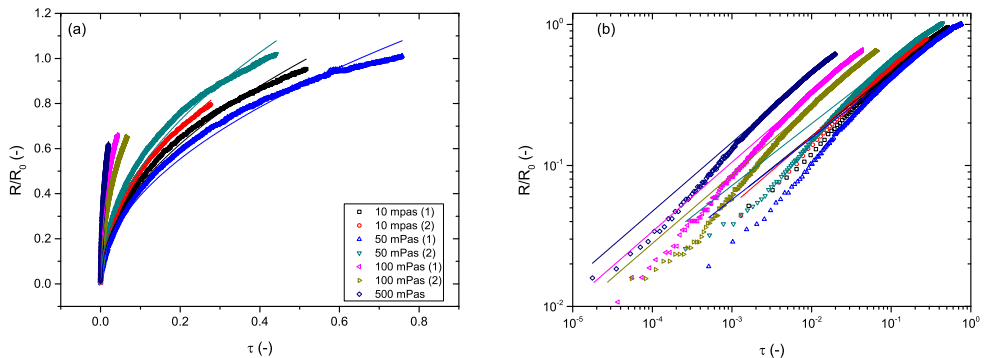 (a)
R/R0 (-)
1.2
1.0
0.8
0.6
0.4
0.2
0.0
0.0 0.2 0.4 0.6 0.8
τ (-)
10 mpas (1)
10 mpas (2)
50 mPas (1)
50 mPas (2)
100 mPas (1)
100 mPas (2)
500 mPas
(b)
R/R0 (-)
10^0
10^-1
10^-2
10^-5 10^-4 10^-3 10^-2 10^-1 10^0
τ (-)